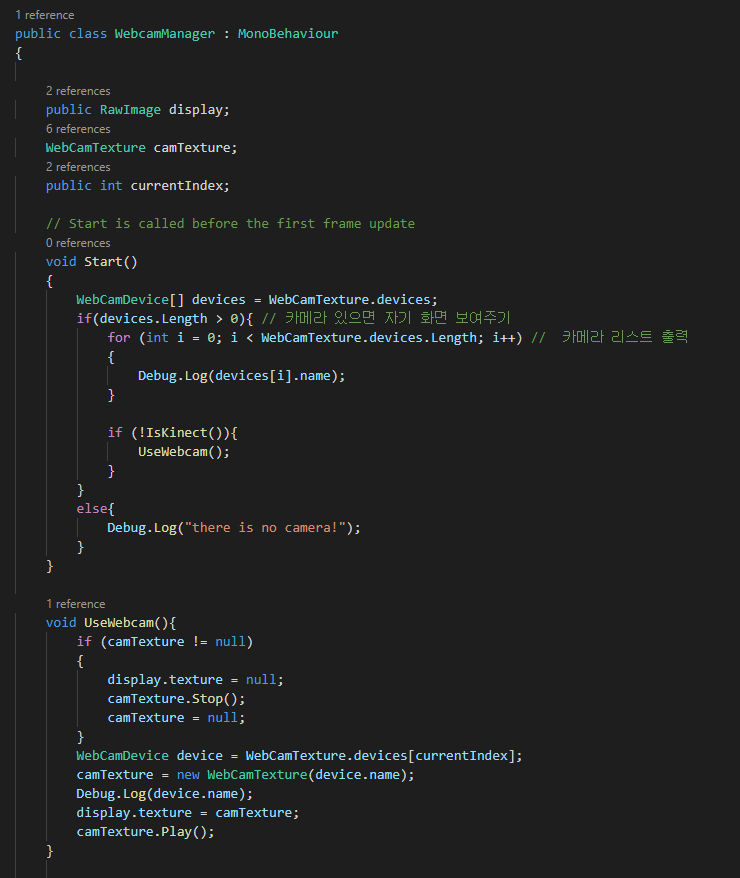 1 reference
public class WebcamManager : MonoBehaviour
{
2 references
public RawImage display;
6 references
WebCamTexture camTexture;
2 references
public int currentIndex;
// Start is called before the first frame update
0 references
void Start()
{
WebCamDevice[] devices = WebCamTexture.devices;
if(devices.Length > 0){ // 카메라 있으면 자기 화면 보여주기
for (int i = 0; i < WebCamTexture.devices.Length; i++) //  카메라 리스트 출력
{
Debug.Log(devices[i].name);
}
if (!IsKinect()){
UseWebcam();
}
}
else{
Debug.Log("there is no camera!");
}
}
1 reference
void UseWebcam(){
if (camTexture != null)
{
display.texture = null;
camTexture.Stop();
camTexture = null;
}
WebCamDevice device = WebCamTexture.devices[currentIndex];
camTexture = new WebCamTexture(device.name);
Debug.Log(device.name);
display.texture = camTexture;
camTexture.Play();
}